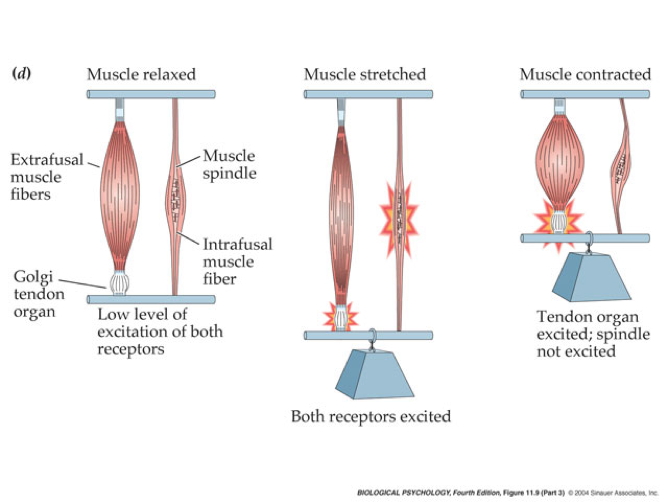 (d)
Muscle relaxed
Extrafusal
muscle
fibers
Muscle
spindle
Intrafusal
muscle
fiber
Golgi
tendon
organ
Low level of
excitation of both
receptors
Muscle stretched
Both receptors excited
Muscle contracted
Tendon organ
excited; spindle
not excited
BIOLOGICAL PSYCHOLOGY, Fourth Edition, Figure 11.9 (Part 3) © 2004 Sinauer Associates, Inc.